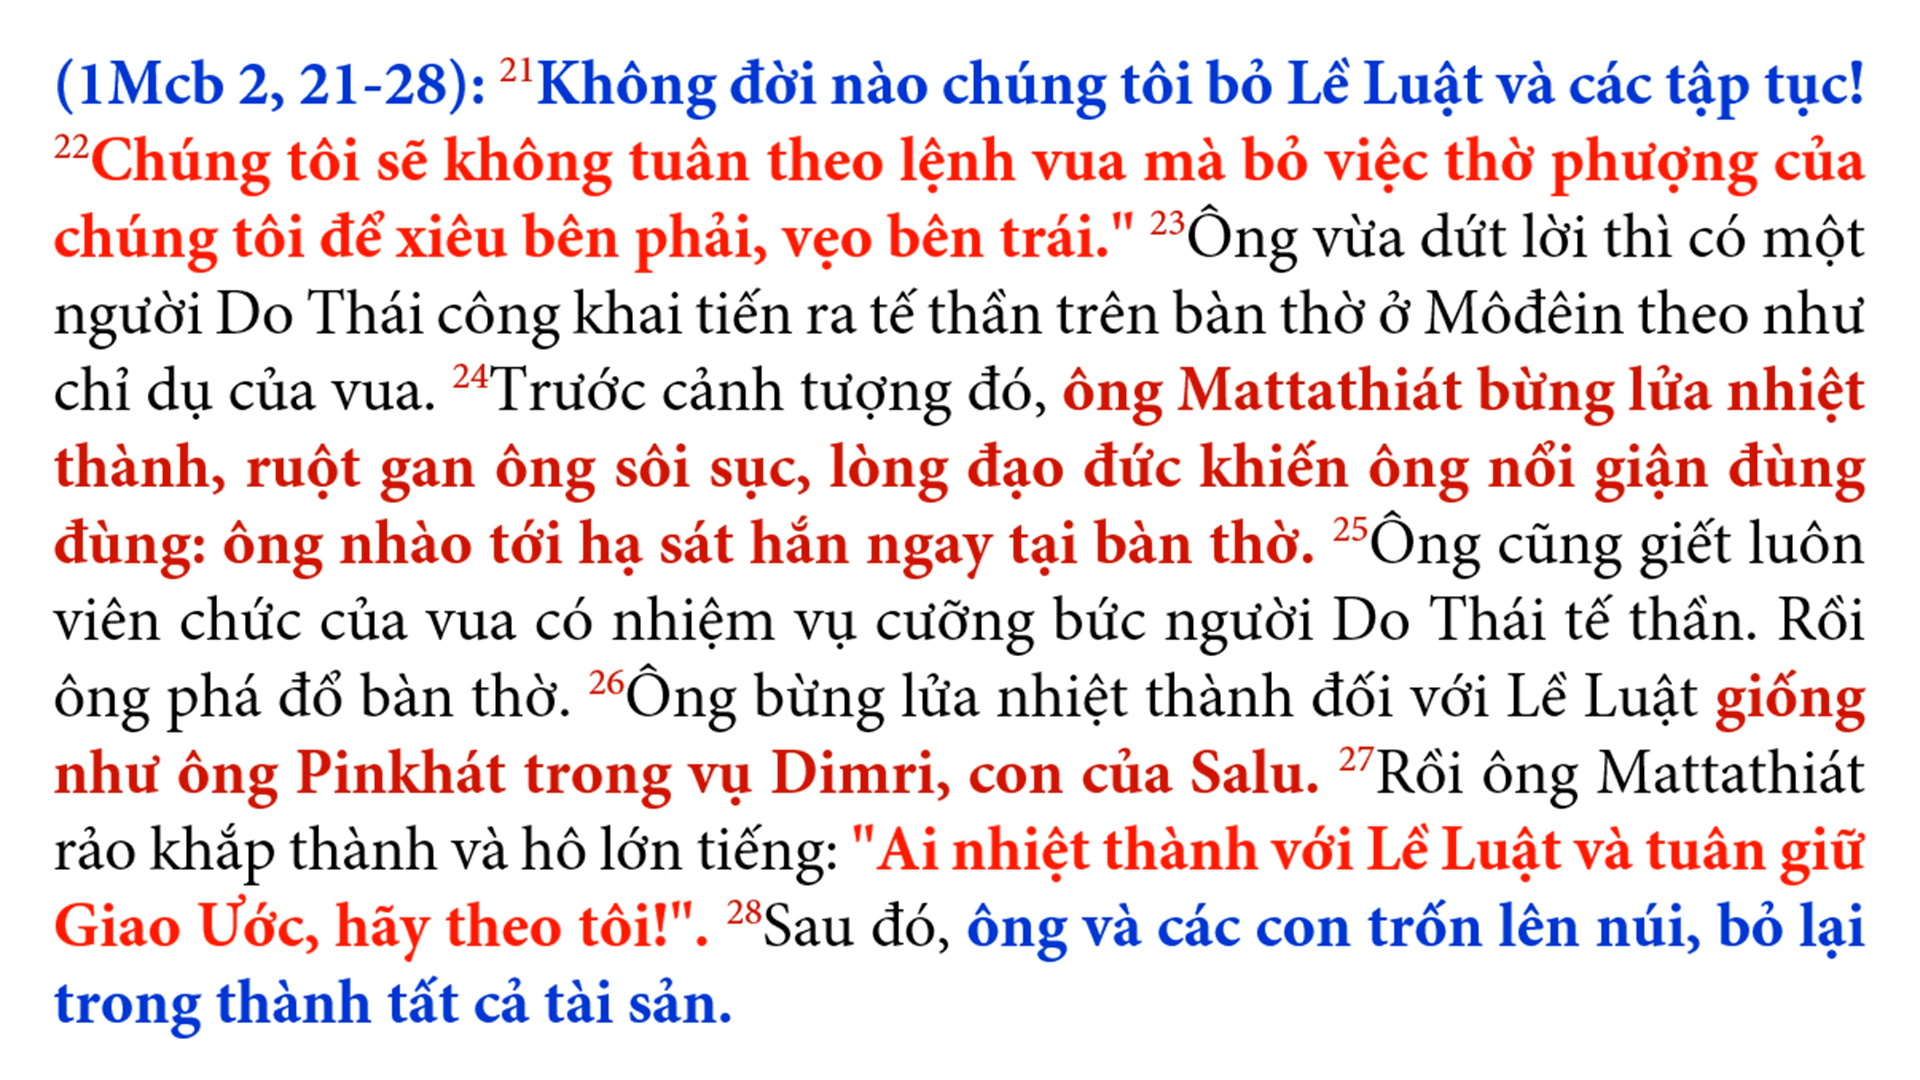 (1Mcb 2, 21-28): 21Không đời nào chúng tôi bỏ Lề Luật và các tập tục!
22Chúng tôi sẽ không tuân theo lệnh vua mà bỏ việc thờ phượng của
chúng tôi để xiêu bên phải, vẹo bên trái." 23Ông vừa dứt lời thì có một
người Do Thái công khai tiến ra tế thần trên bàn thờ ở Môđêin theo như
chỉ dụ của vua. 24Trước cảnh tượng đó, ông Mattathiát bừng lửa nhiệt
thành, ruột gan ông sôi sục, lòng đạo đức khiến ông nổi giận đùng
đùng: ông nhào tới hạ sát hắn ngay tại bàn thờ. 25Ông cũng giết luôn
viên chức của vua có nhiệm vụ cưỡng bức người Do Thái tế thần. Rồi
ông phá đổ bàn thờ. 26Ông bừng lửa nhiệt thành đối với Lề Luật giống
như ông Pinkhát trong vụ Dimri, con của Salu. 27Rồi ông Mattathiát
rảo khắp thành và hô lớn tiếng: "Ai nhiệt thành với Lề Luật và tuân giữ
Giao Ước, hãy theo tôi!". 28Sau đó, ông và các con trốn lên núi, bỏ lại
trong thành tất cả tài sản.